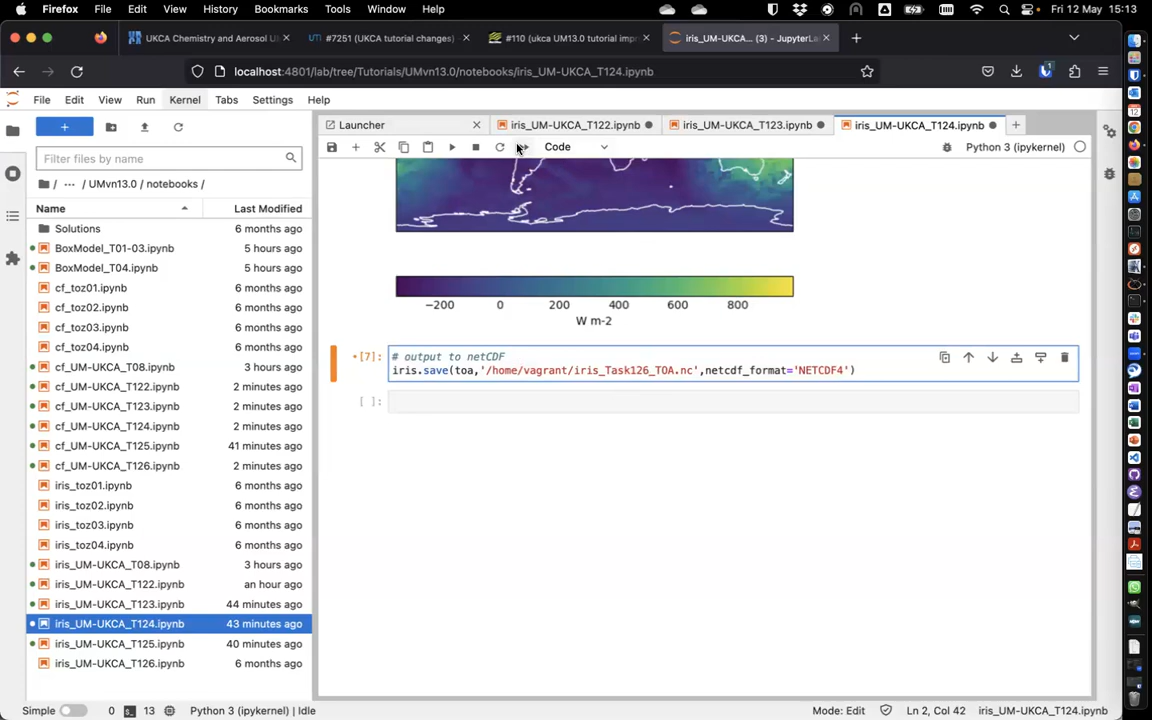 Firefox File Edit View History Bookmarks Tools Window Help Fri 12 May 15:13
UKCA Chemistry and Aerosol U × UTI #7251 (UKCA tutorial changes) × #110 (ukca UM13.0 tutorial impr × iris_UM-UKCA_... (3) - JupyterLa ×
localhost:4801/lab/tree/Tutorials/UMvn13.0/notebooks/iris_UM-UKCA_T124.ipynb
File Edit View Run Kernel Tabs Settings Help
Launcher iris_UM-UKCA_T122.ipynb iris_UM-UKCA_T123.ipynb iris_UM-UKCA_T124.ipynb
Code Python 3 (ipykernel)
Filter files by name
/ ... / UMvn13.0 / notebooks /
Name Last Modified
Solutions 6 months ago
BoxModel_T01-03.ipynb 5 hours ago
BoxModel_T04.ipynb 5 hours ago
cf_toz01.ipynb 6 months ago
cf_toz02.ipynb 6 months ago
cf_toz03.ipynb 6 months ago
cf_toz04.ipynb 6 months ago
cf_UM-UKCA_T08.ipynb 3 hours ago
cf_UM-UKCA_T122.ipynb 2 minutes ago
cf_UM-UKCA_T123.ipynb 2 minutes ago
cf_UM-UKCA_T124.ipynb 2 minutes ago
cf_UM-UKCA_T125.ipynb 41 minutes ago
cf_UM-UKCA_T126.ipynb 2 minutes ago
iris_toz01.ipynb 6 months ago
iris_toz02.ipynb 6 months ago
iris_toz03.ipynb 6 months ago
iris_toz04.ipynb 6 months ago
iris_UM-UKCA_T08.ipynb 3 hours ago
iris_UM-UKCA_T122.ipynb an hour ago
iris_UM-UKCA_T123.ipynb 44 minutes ago
iris_UM-UKCA_T124.ipynb 43 minutes ago
iris_UM-UKCA_T125.ipynb 40 minutes ago
iris_UM-UKCA_T126.ipynb 6 months ago
−200 0 200 400 600 800
W m-2
[7]: # output to netCDF
iris.save(toa,'/home/vagrant/iris_Task126_TOA.nc',netcdf_format='NETCDF4')
[ ]:
Simple 0 13 Python 3 (ipykernel) | Idle Mode: Edit Ln 2, Col 42 iris_UM-UKCA_T124.ipynb